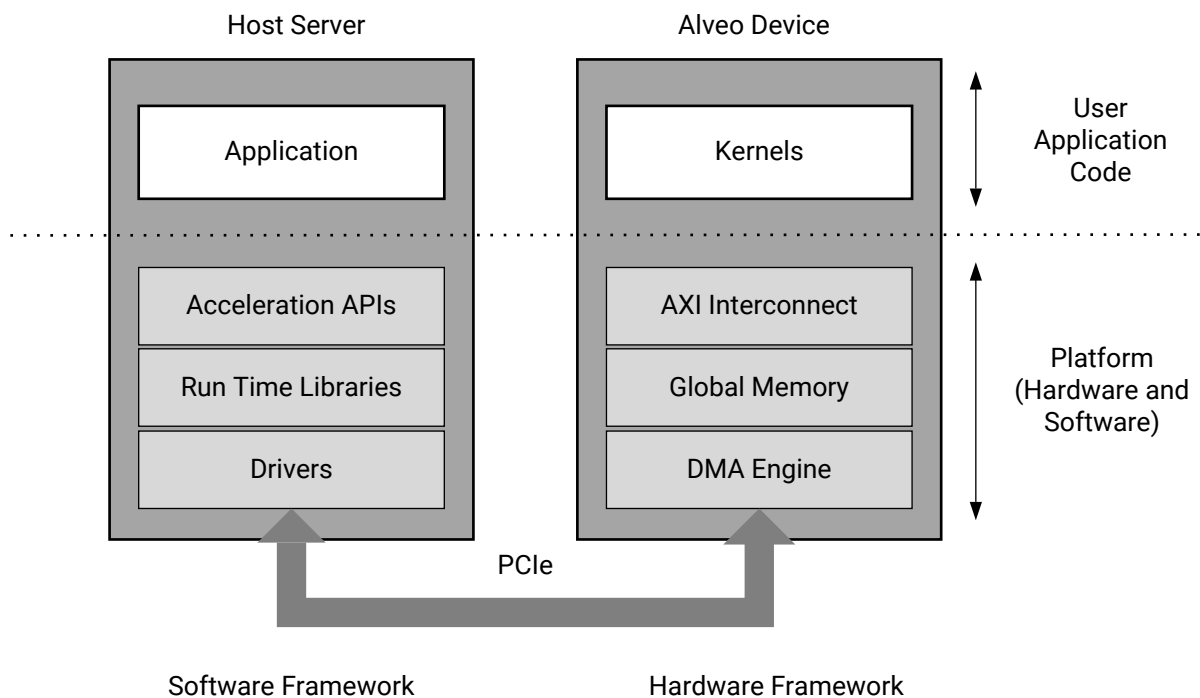 Host Server
Alveo Device
Application
Kernels
User
Application
Code
Acceleration APIs
AXI Interconnect
Run Time Libraries
Global Memory
Platform
(Hardware and
Software)
Drivers
DMA Engine
PCIe
Software Framework
Hardware Framework